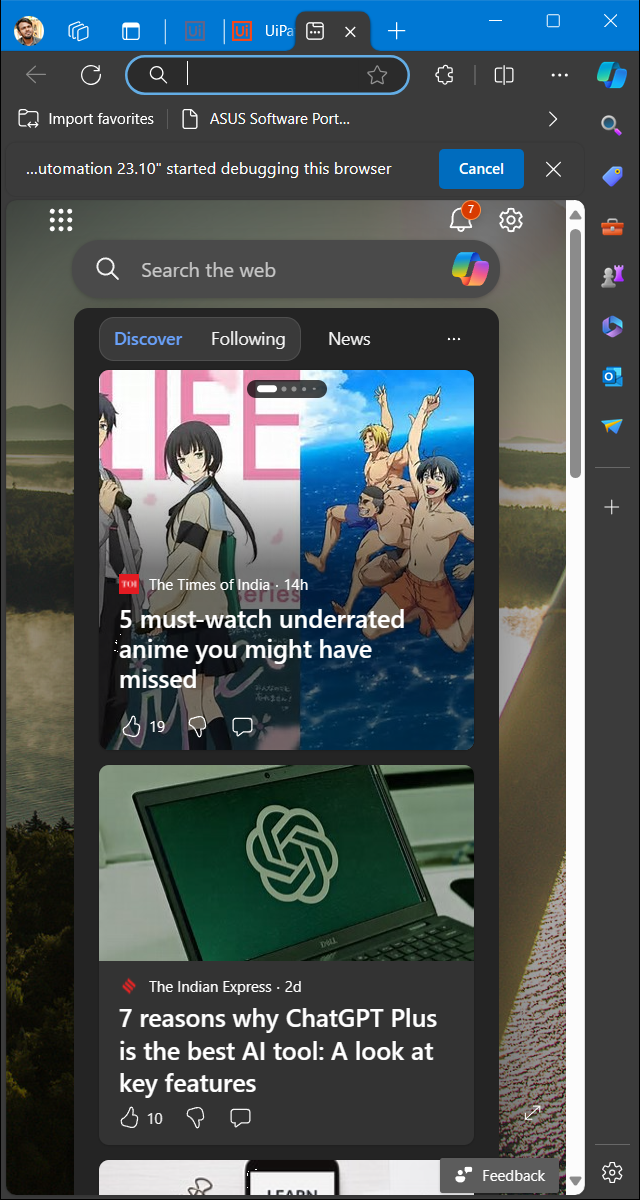 UiPa
Import favorites
ASUS Software Port...
...utomation 23.10" started debugging this browser
Cancel
7
Search the web
Discover
Following
News
LIFE
TOI
The Times of India · 14h
series
5 must-watch underrated
anime you might have
missed
19
DELL
The Indian Express · 2d
7 reasons why ChatGPT Plus
is the best AI tool: A look at
key features
10
LEARN
Feedback